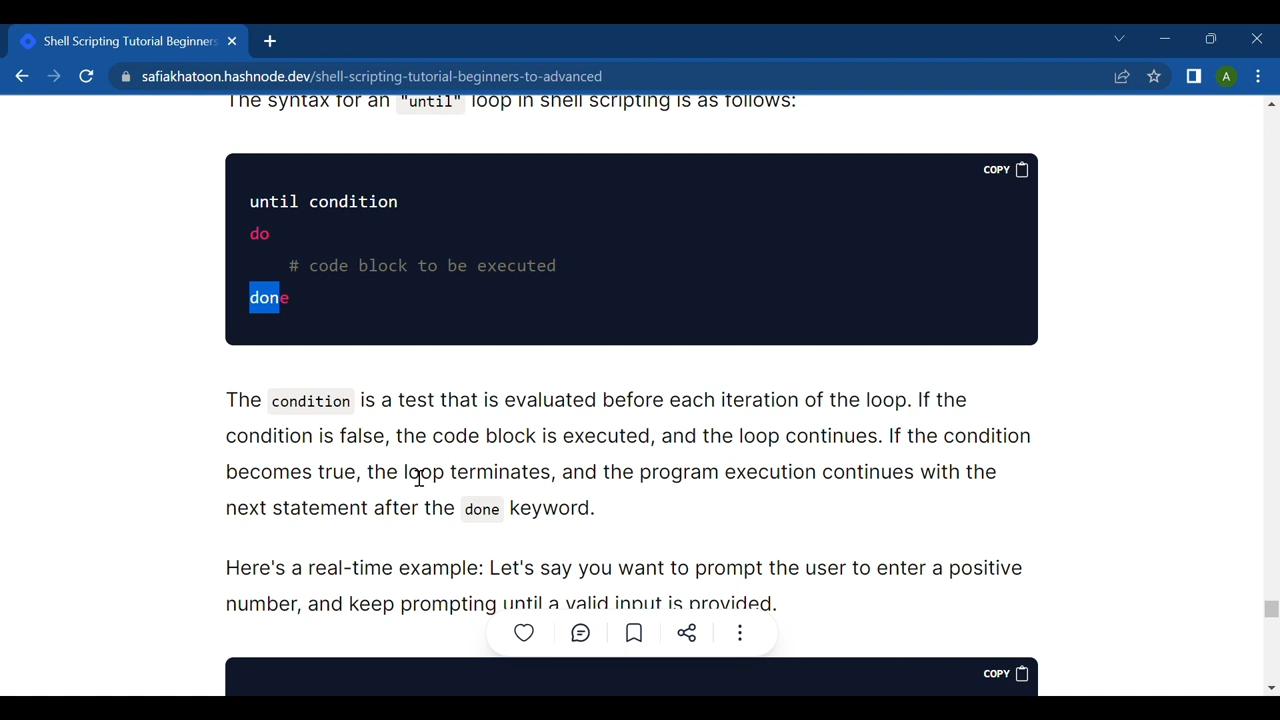 Shell Scripting Tutorial Beginners
safiakhatoon.hashnode.dev/shell-scripting-tutorial-beginners-to-advanced
A
The syntax for an "until" loop in shell scripting is as follows:
COPY
until condition
do
# code block to be executed
done
The condition is a test that is evaluated before each iteration of the loop. If the
condition is false, the code block is executed, and the loop continues. If the condition
becomes true, the loop terminates, and the program execution continues with the
next statement after the done keyword.
Here's a real-time example: Let's say you want to prompt the user to enter a positive
number, and keep prompting until a valid input is provided.
COPY